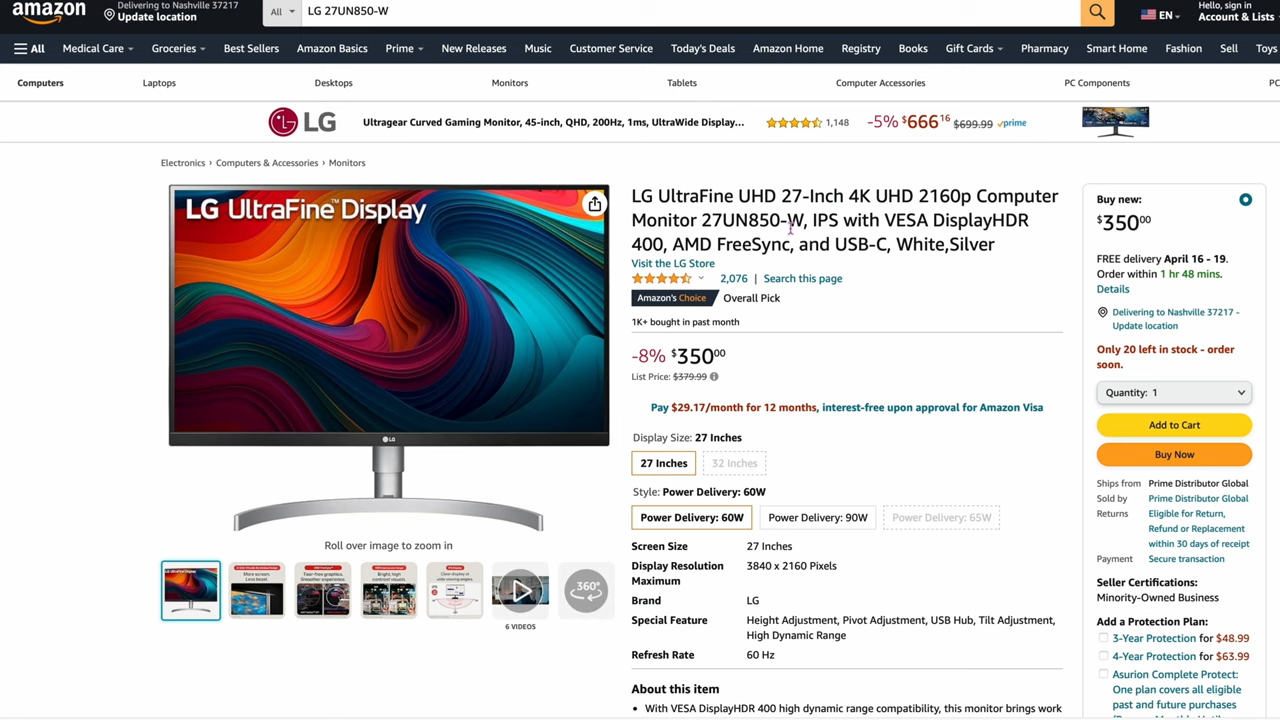 amazon
Delivering to Nashville 37217
Update location
All
LG 27UN850-W
EN
Hello, sign in
Account & Lists
All
Medical Care
Groceries
Best Sellers
Amazon Basics
Prime
New Releases
Music
Customer Service
Today's Deals
Amazon Home
Registry
Books
Gift Cards
Pharmacy
Smart Home
Fashion
Sell
Toys
Computers
Laptops
Desktops
Monitors
Tablets
Computer Accessories
PC Components
PC
LG
Ultragear Curved Gaming Monitor, 45-inch, QHD, 200Hz, 1ms, UltraWide Display...
1,148
-5% $666 16 $699.99 prime
Electronics › Computers & Accessories › Monitors
LG UltraFine™ Display
LG
Roll over image to zoom in
360°
6 VIDEOS
LG UltraFine UHD 27-Inch 4K UHD 2160p Computer
Monitor 27UN850-W, IPS with VESA DisplayHDR
400, AMD FreeSync, and USB-C, White,Silver
Visit the LG Store
2,076 | Search this page
Amazon's Choice Overall Pick
1K+ bought in past month
-8% $350 00
List Price: $379.99
Pay $29.17/month for 12 months, interest-free upon approval for Amazon Visa
Display Size: 27 Inches
27 Inches
32 Inches
Style: Power Delivery: 60W
Power Delivery: 60W
Power Delivery: 90W
Power Delivery: 65W
Screen Size 27 Inches
Display Resolution 3840 x 2160 Pixels
Maximum
Brand LG
Special Feature Height Adjustment, Pivot Adjustment, USB Hub, Tilt Adjustment,
High Dynamic Range
Refresh Rate 60 Hz
About this item
• With VESA DisplayHDR 400 high dynamic range compatibility, this monitor brings work
Buy new:
$350 00
FREE delivery April 16 - 19.
Order within 1 hr 48 mins.
Details
Delivering to Nashville 37217 -
Update location
Only 20 left in stock - order
soon.
Quantity: 1
Add to Cart
Buy Now
Ships from Prime Distributor Global
Sold by Prime Distributor Global
Returns Eligible for Return,
Refund or Replacement
within 30 days of receipt
Payment Secure transaction
Seller Certifications:
Minority-Owned Business
Add a Protection Plan:
3-Year Protection for $48.99
4-Year Protection for $63.99
Asurion Complete Protect:
One plan covers all eligible
past and future purchases